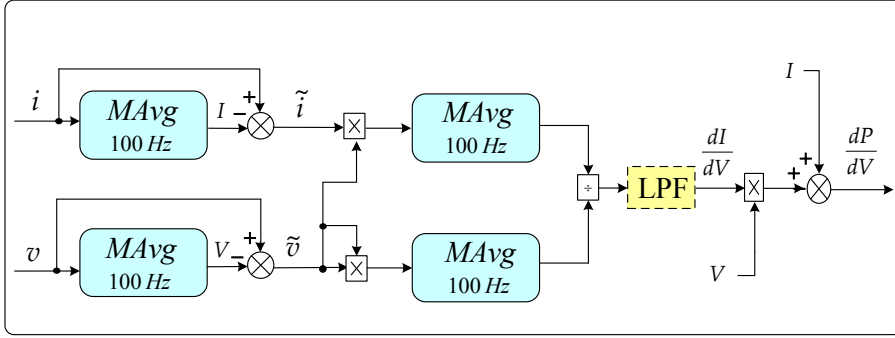 i
MAvg
100 Hz
I
−
+
ĩ
×
MAvg
100 Hz
÷
LPF
dI
dV
×
V
I
+
+
dP
dV
v
MAvg
100 Hz
V
−
+
ṽ
×
MAvg
100 Hz